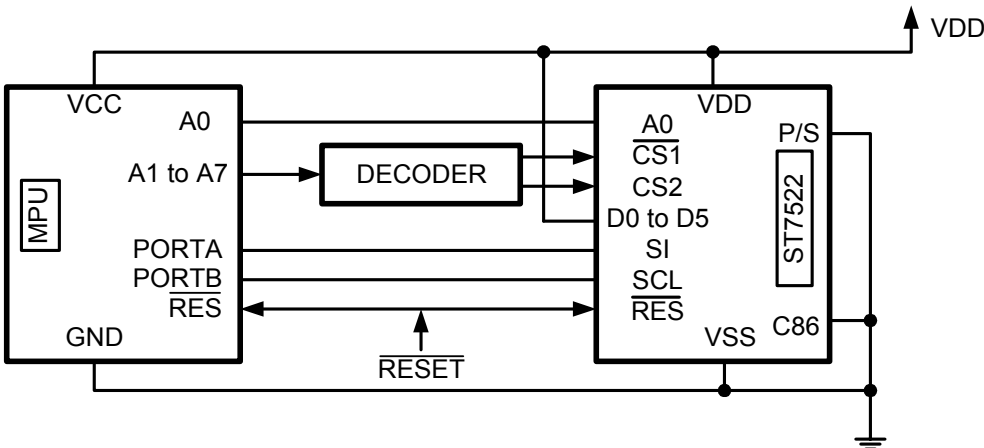 VDD
VCC
A0
A1 to A7
MPU
PORTA
PORTB
RES
GND
DECODER
RESET
VDD
A0
CS1
CS2
D0 to D5
SI
SCL
RES
VSS
P/S
ST7522
C86